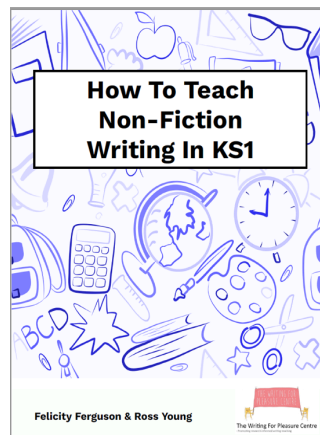 How To Teach
Non-Fiction
Writing In KS1
ABCD
Felicity Ferguson & Ross Young
The Writing For Pleasure Centre